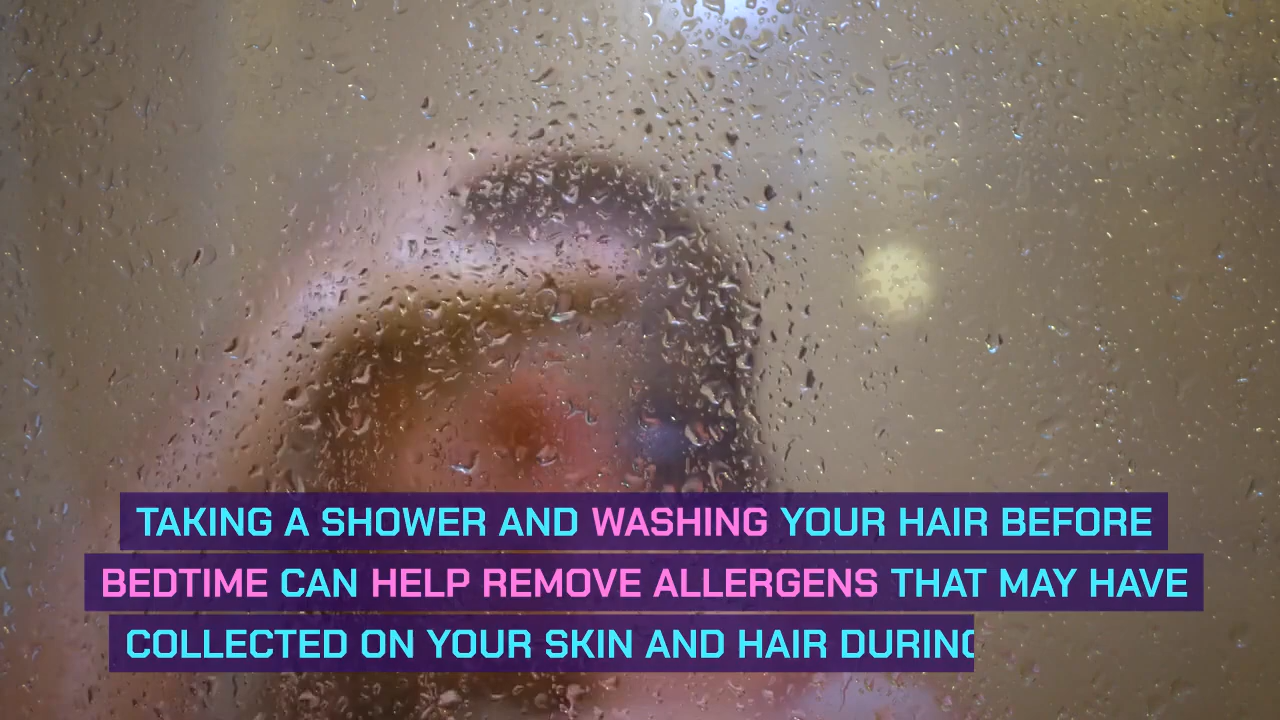 TAKING A SHOWER AND WASHING YOUR HAIR BEFORE
BEDTIME CAN HELP REMOVE ALLERGENS THAT MAY HAVE
COLLECTED ON YOUR SKIN AND HAIR DURING